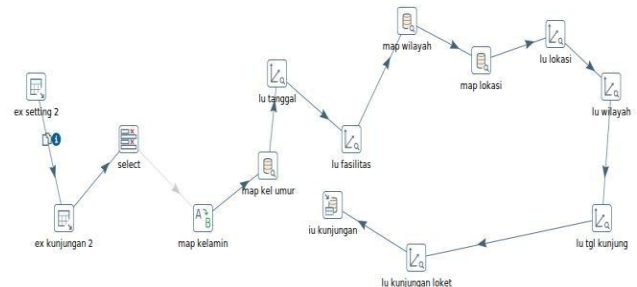 ex setting 2
ex kunjungan 2
select
map kelamin
A
B
map kel umur
lu tanggal
lu fasilitas
map wilayah
map lokasi
lu lokasi
lu wilayah
lu tgl kunjung
lu kunjungan loket
iu kunjungan